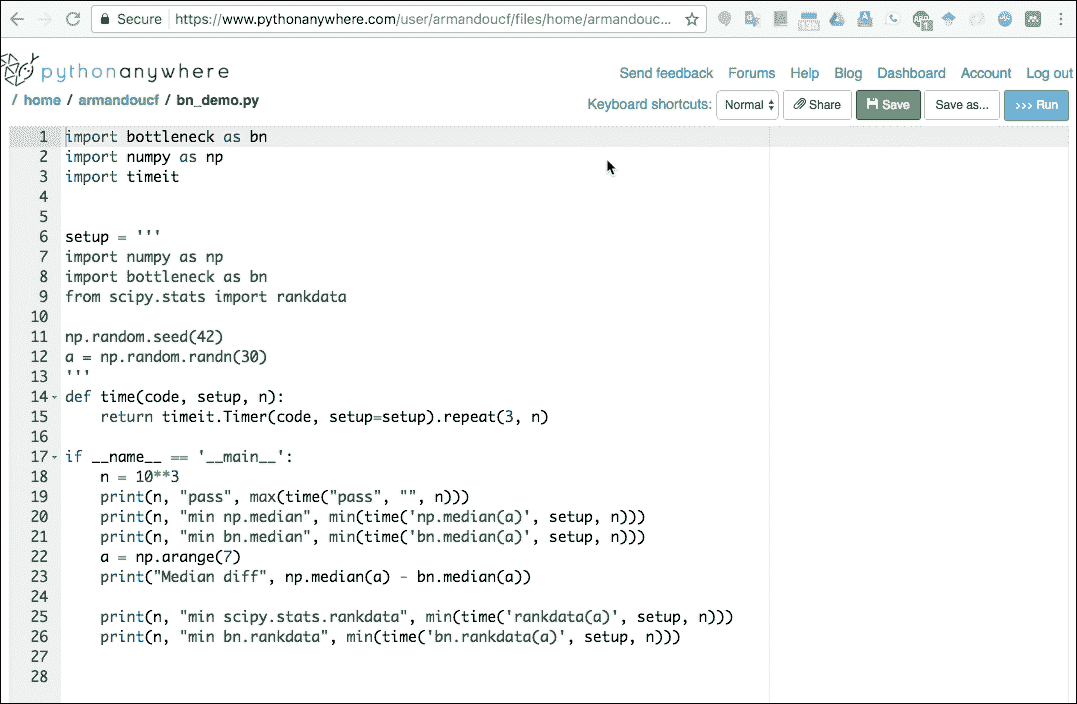 Secure https://www.pythonanywhere.com/user/armandoucf/files/home/armandouc...
pythonanywhere
Send feedback Forums Help Blog Dashboard Account Log out
/ home / armandoucf / bn_demo.py
Keyboard shortcuts: Normal Share Save Save as... >>> Run
1 import bottleneck as bn
2 import numpy as np
3 import timeit
4
5
6 setup = '''
7 import numpy as np
8 import bottleneck as bn
9 from scipy.stats import rankdata
10
11 np.random.seed(42)
12 a = np.random.randn(30)
13 '''
14 def time(code, setup, n):
15     return timeit.Timer(code, setup=setup).repeat(3, n)
16
17 if __name__ == '__main__':
18     n = 10**3
19     print(n, "pass", max(time("pass", "", n)))
20     print(n, "min np.median", min(time('np.median(a)', setup, n)))
21     print(n, "min bn.median", min(time('bn.median(a)', setup, n)))
22     a = np.arange(7)
23     print("Median diff", np.median(a) - bn.median(a))
24
25     print(n, "min scipy.stats.rankdata", min(time('rankdata(a)', setup, n)))
26     print(n, "min bn.rankdata", min(time('bn.rankdata(a)', setup, n)))
27
28